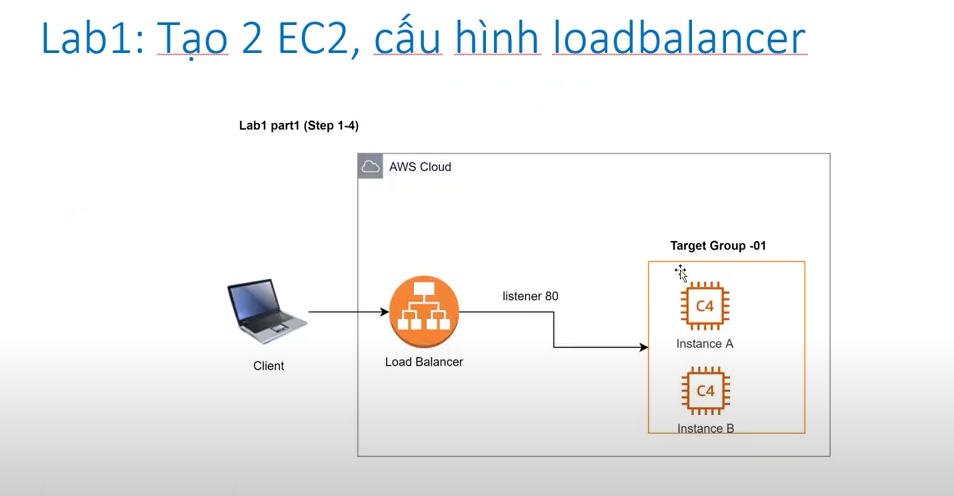 Lab1: Tạo 2 EC2, cấu hình loadbalancer
Lab1 part1 (Step 1-4)
AWS Cloud
Target Group -01
listener 80
C4
Instance A
Client
Load Balancer
C4
Instance B